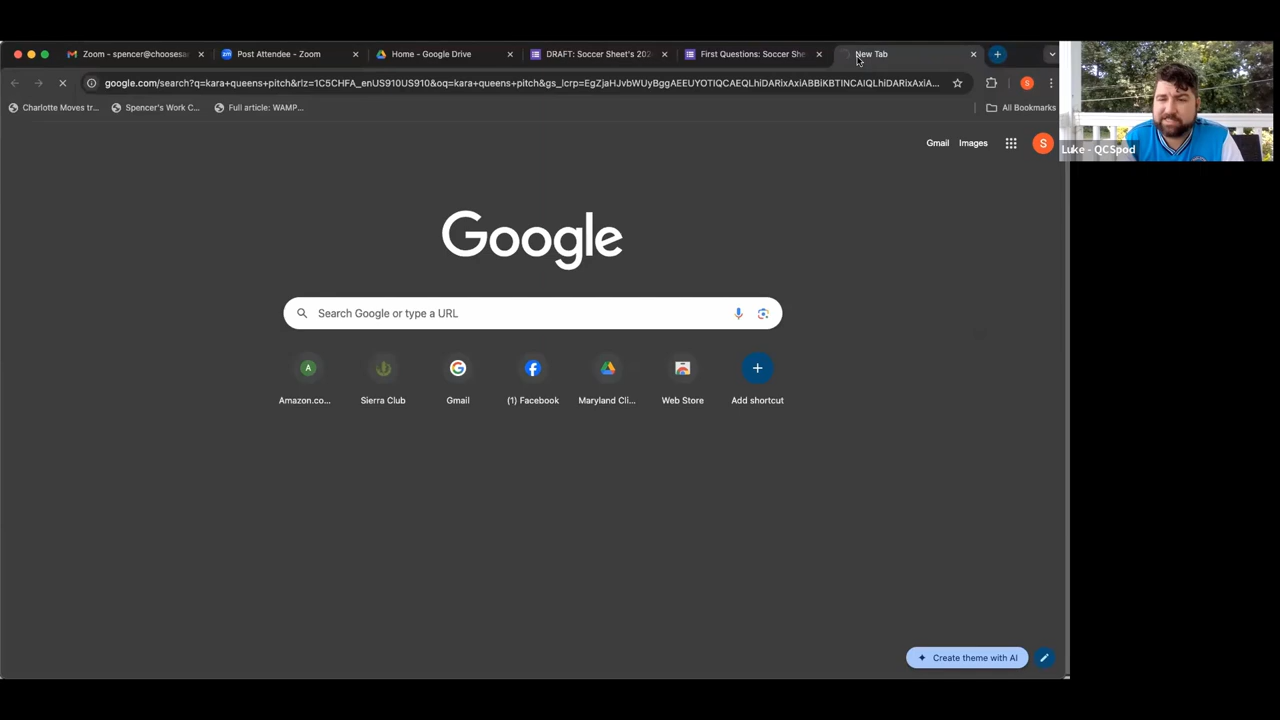 Zoom - spencer@choosesa
Post Attendee - Zoom
Home - Google Drive
DRAFT: Soccer Sheet's 202
First Questions: Soccer She
New Tab
google.com/search?q=kara+queens+pitch&rlz=1C5CHFA_enUS910US910&oq=kara+queens+pitch&gs_lcrp=EgZjaHJvbWUyBggAEEUYOTIQCAEQLhiDARixAxiABBiKBTINCAIQLhiDARixAxiA...
S
Charlotte Moves tr...
Spencer's Work C...
Full article: WAMP...
All Bookmarks
Luke - QCSpod
Gmail
Images
S
Google
Search Google or type a URL
A
Amazon.co...
Sierra Club
Gmail
(1) Facebook
Maryland Cli...
Web Store
Add shortcut
Create theme with AI